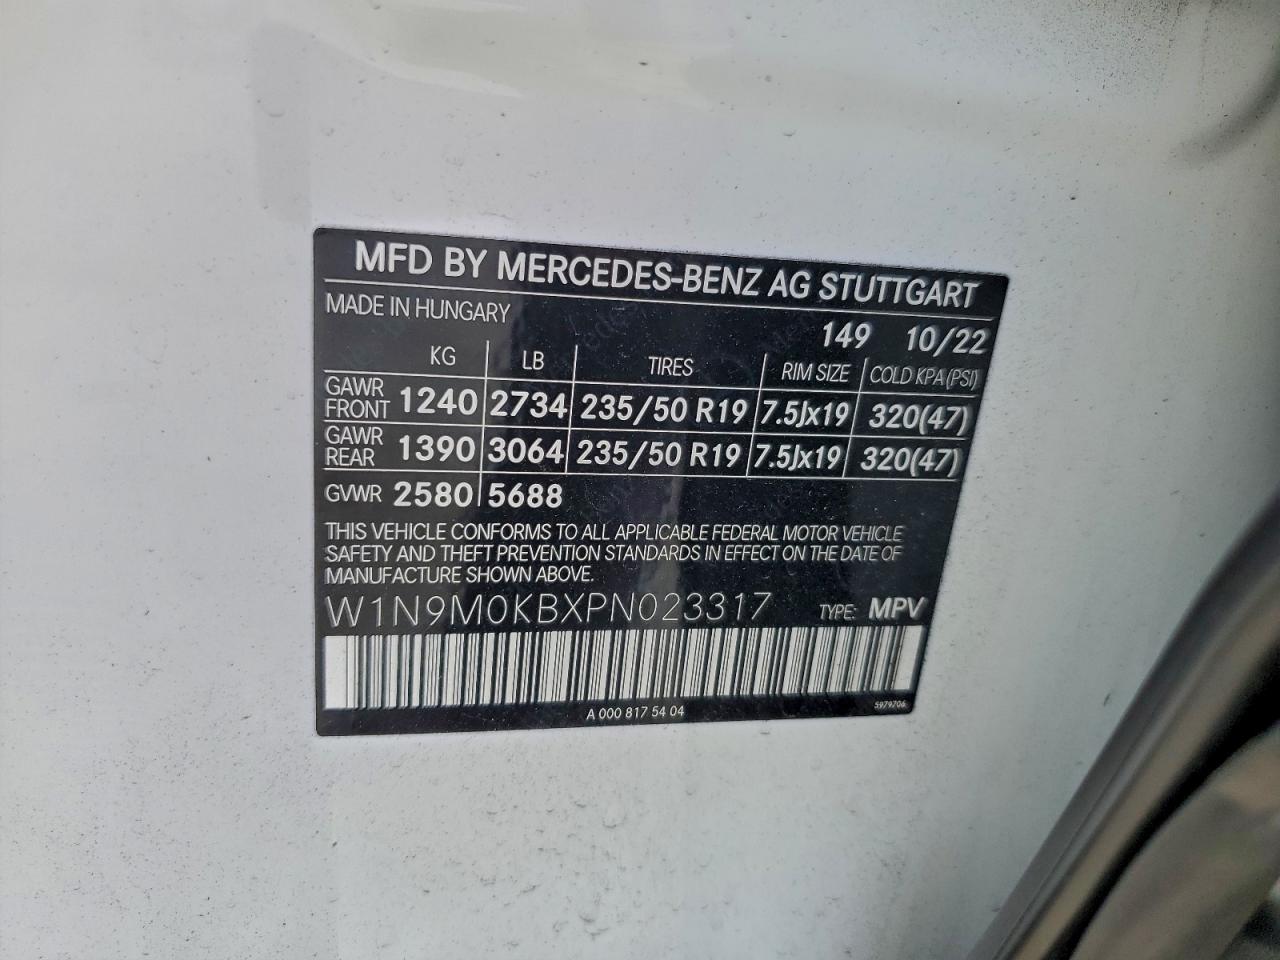 MFD BY MERCEDES-BENZ AG STUTTGART
MADE IN HUNGARY
149 10/22
KG LB TIRES RIM SIZE COLD KPA(PSI)
GAWR FRONT 1240 2734 235/50 R19 7.5Jx19 320(47)
GAWR REAR 1390 3064 235/50 R19 7.5Jx19 320(47)
GVWR 2580 5688
THIS VEHICLE CONFORMS TO ALL APPLICABLE FEDERAL MOTOR VEHICLE
SAFETY AND THEFT PREVENTION STANDARDS IN EFFECT ON THE DATE OF
MANUFACTURE SHOWN ABOVE.
W1N9M0KBXPN023317 TYPE: MPV
A 000 817 54 04
5979706